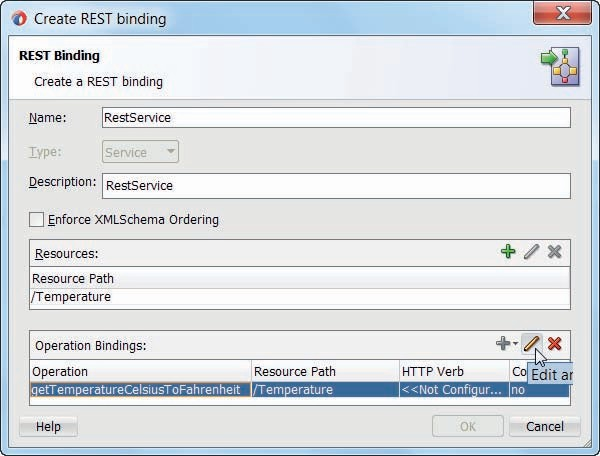 Create REST binding
REST Binding
Create a REST binding
Name: RestService
Type: Service
Description: RestService
Enforce XMLSchema Ordering
Resources:
Resource Path
/Temperature
Operation Bindings:
Operation Resource Path HTTP Verb Co
getTemperatureCelsiusToFahrenheit /Temperature <<Not Configur... no
Edit ar
Help OK Cancel